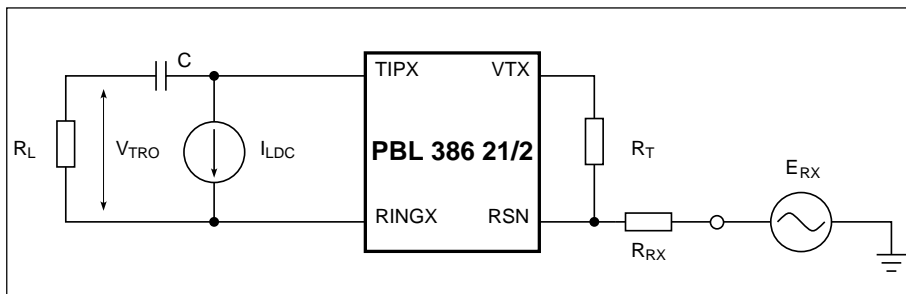 C
TIPX
VTX
R_L
V_TRO
I_LDC
PBL 386 21/2
R_T
E_RX
RINGX
RSN
R_RX